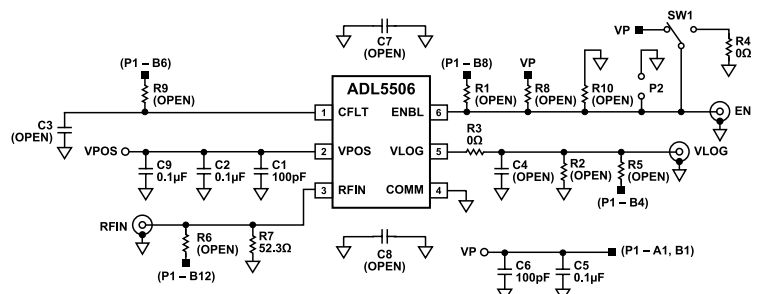 C7
(OPEN)
SW1
VP
R4
0Ω
(P1 – B6)
R9
(OPEN)
ADL5506
(P1 – B8)
R1
(OPEN)
VP
R8
(OPEN)
R10
(OPEN)
P2
C3
(OPEN)
1
CFLT
ENBL
6
EN
VPOS
C9
0.1µF
C2
0.1µF
C1
100pF
2
VPOS
VLOG
5
R3
0Ω
C4
(OPEN)
R2
(OPEN)
R5
(OPEN)
(P1 – B4)
VLOG
3
RFIN
COMM
4
RFIN
R6
(OPEN)
(P1 – B12)
R7
52.3Ω
C8
(OPEN)
VP
(P1 – A1, B1)
C6
100pF
C5
0.1µF